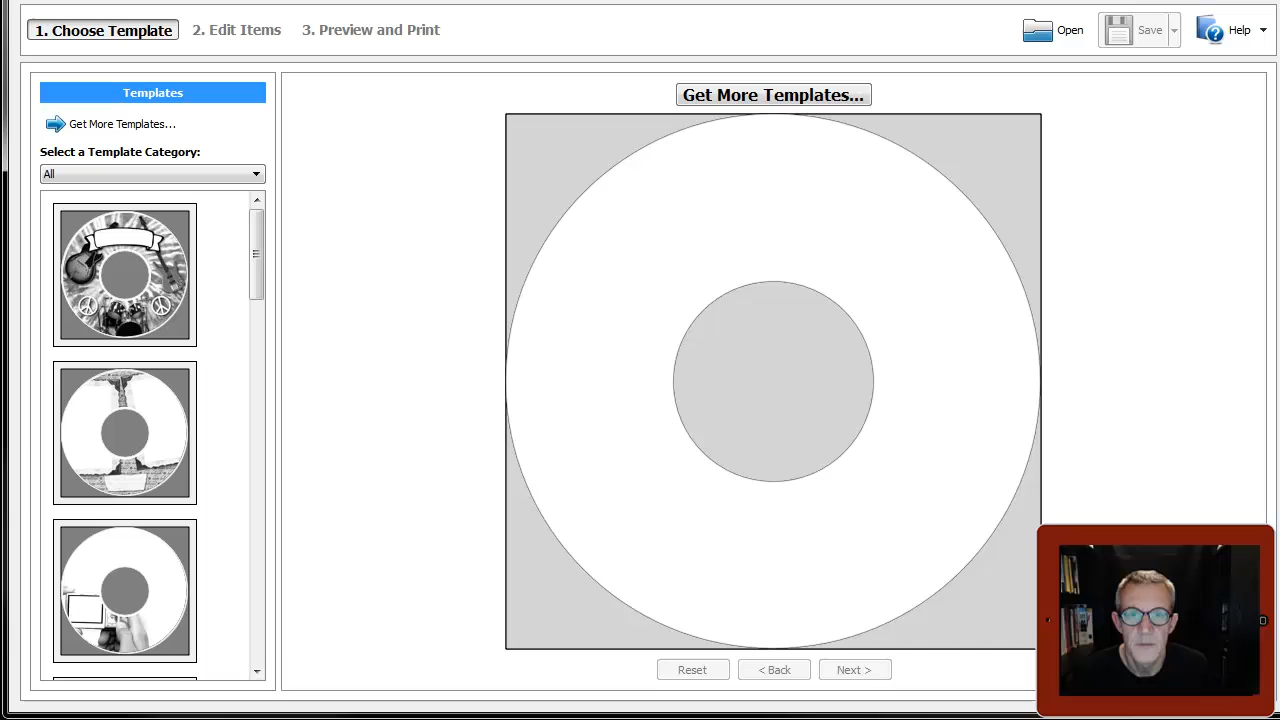 1. Choose Template
2. Edit Items
3. Preview and Print
Open
Save
Help
Templates
Get More Templates...
Select a Template Category:
All
Get More Templates...
Reset
< Back
Next >